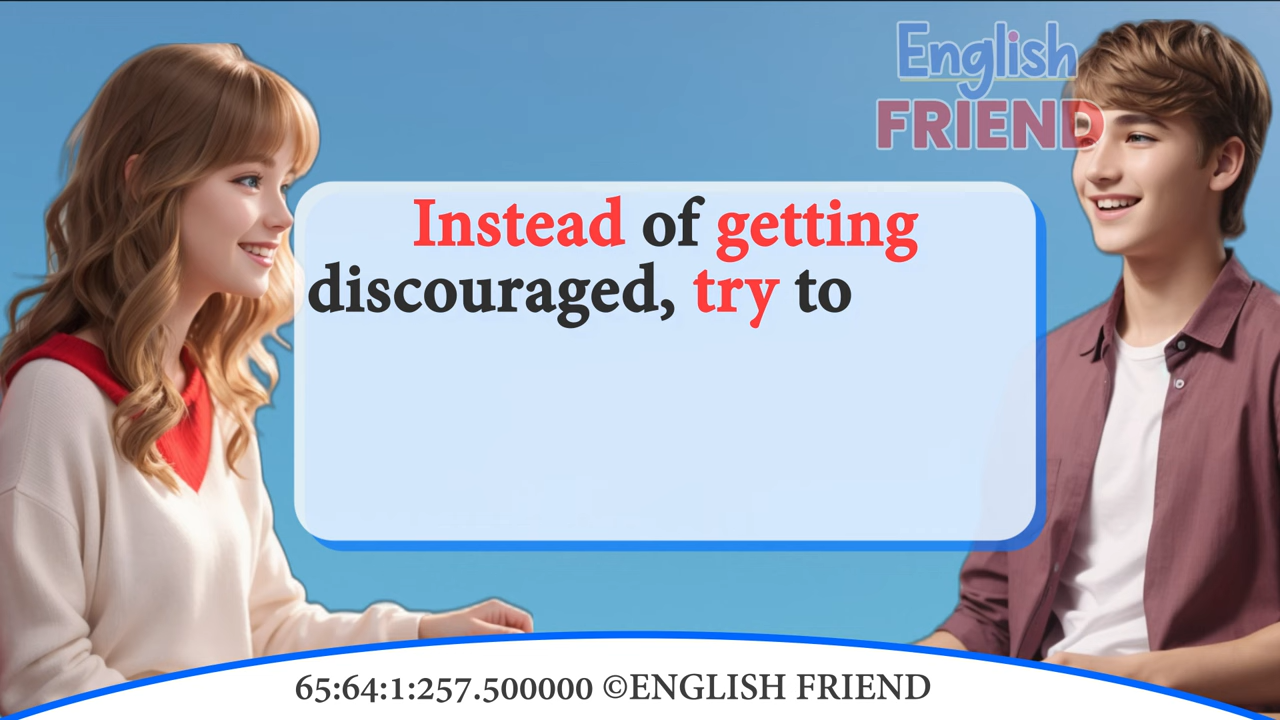 English
FRIEND
Instead of getting
discouraged, try to
65:64:1:257.500000 ©ENGLISH FRIEND